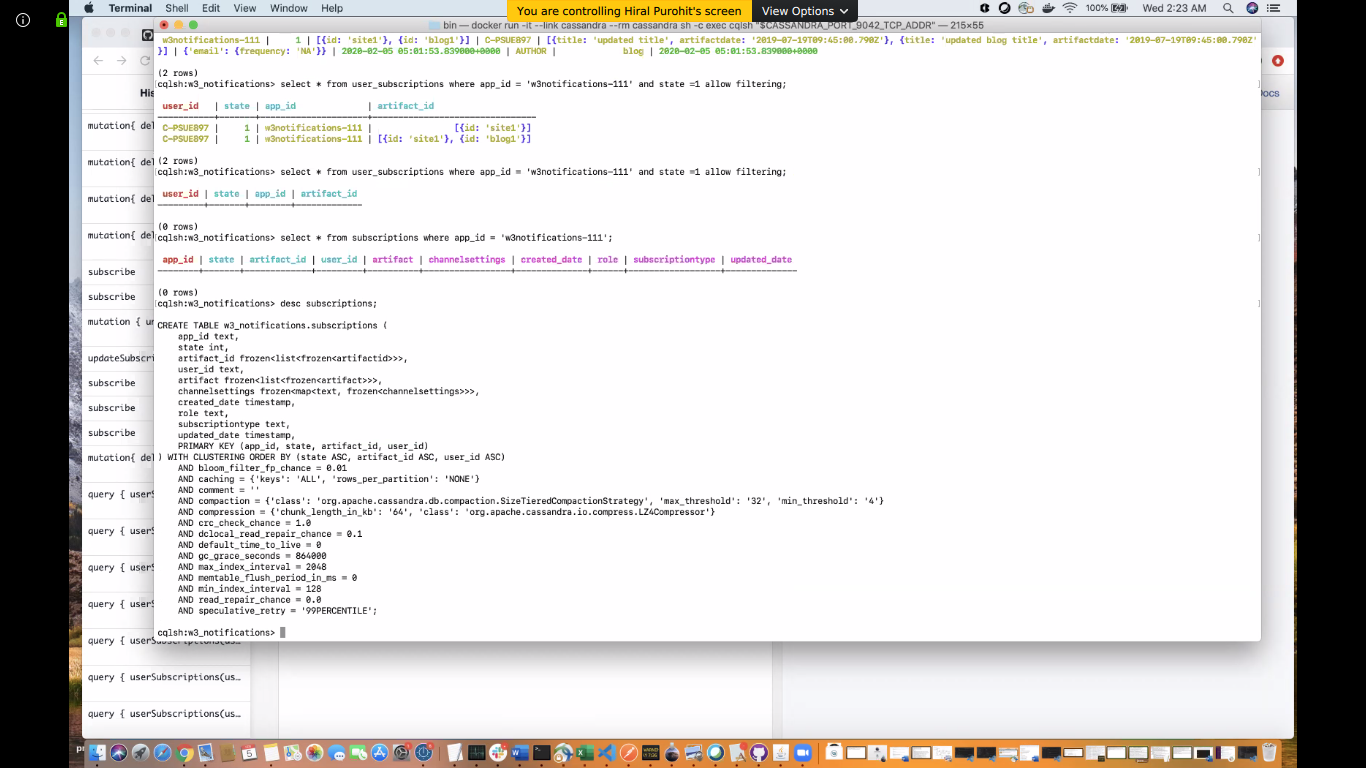 You are controlling Hiral Purohit's screen View Options
Terminal Shell Edit View Window Help 100% Wed 2:23 AM
bin — docker run -it --link cassandra --rm cassandra sh -c exec cqlsh "$CASSANDRA_PORT_9042_TCP_ADDR" — 215×55
w3notifications-111 | 1 | [{id: 'site1'}, {id: 'blog1'}] | C-PSUE897 | [{title: 'updated title', artifactdate: '2019-07-19T09:45:00.790Z'}, {title: 'updated blog title', artifactdate: '2019-07-19T09:45:00.790Z'
}] | {'email': {frequency: 'NA'}} | 2020-02-05 05:01:53.839000+0000 | AUTHOR | blog | 2020-02-05 05:01:53.839000+0000
(2 rows)
cqlsh:w3_notifications> select * from user_subscriptions where app_id = 'w3notifications-111' and state =1 allow filtering;
user_id | state | app_id | artifact_id
C-PSUE897 | 1 | w3notifications-111 | [{id: 'site1'}]
C-PSUE897 | 1 | w3notifications-111 | [{id: 'site1'}, {id: 'blog1'}]
(2 rows)
cqlsh:w3_notifications> select * from user_subscriptions where app_id = 'w3notifications-111' and state =1 allow filtering;
user_id | state | app_id | artifact_id
(0 rows)
cqlsh:w3_notifications> select * from subscriptions where app_id = 'w3notifications-111';
app_id | state | artifact_id | user_id | artifact | channelsettings | created_date | role | subscriptiontype | updated_date
(0 rows)
cqlsh:w3_notifications> desc subscriptions;
CREATE TABLE w3_notifications.subscriptions (
app_id text,
state int,
artifact_id frozen<list<frozen<artifactid>>>,
user_id text,
artifact frozen<list<frozen<artifact>>>,
channelsettings frozen<map<text, frozen<channelsettings>>>,
created_date timestamp,
role text,
subscriptiontype text,
updated_date timestamp,
PRIMARY KEY (app_id, state, artifact_id, user_id)
) WITH CLUSTERING ORDER BY (state ASC, artifact_id ASC, user_id ASC)
AND bloom_filter_fp_chance = 0.01
AND caching = {'keys': 'ALL', 'rows_per_partition': 'NONE'}
AND comment = ''
AND compaction = {'class': 'org.apache.cassandra.db.compaction.SizeTieredCompactionStrategy', 'max_threshold': '32', 'min_threshold': '4'}
AND compression = {'chunk_length_in_kb': '64', 'class': 'org.apache.cassandra.io.compress.LZ4Compressor'}
AND crc_check_chance = 1.0
AND dclocal_read_repair_chance = 0.1
AND default_time_to_live = 0
AND gc_grace_seconds = 864000
AND max_index_interval = 2048
AND memtable_flush_period_in_ms = 0
AND min_index_interval = 128
AND read_repair_chance = 0.0
AND speculative_retry = '99PERCENTILE';
cqlsh:w3_notifications>
His
Docs
mutation{ del
mutation{ del
mutation{ del
mutation{ del
subscribe
subscribe
mutation { u
updateSubscri
subscribe
subscribe
subscribe
mutation{ del
query { userS
query { userS
query { userS
query { userS
query { userSubscriptions(us…
query { userSubscriptions(us…
query { userSubscriptions(us…